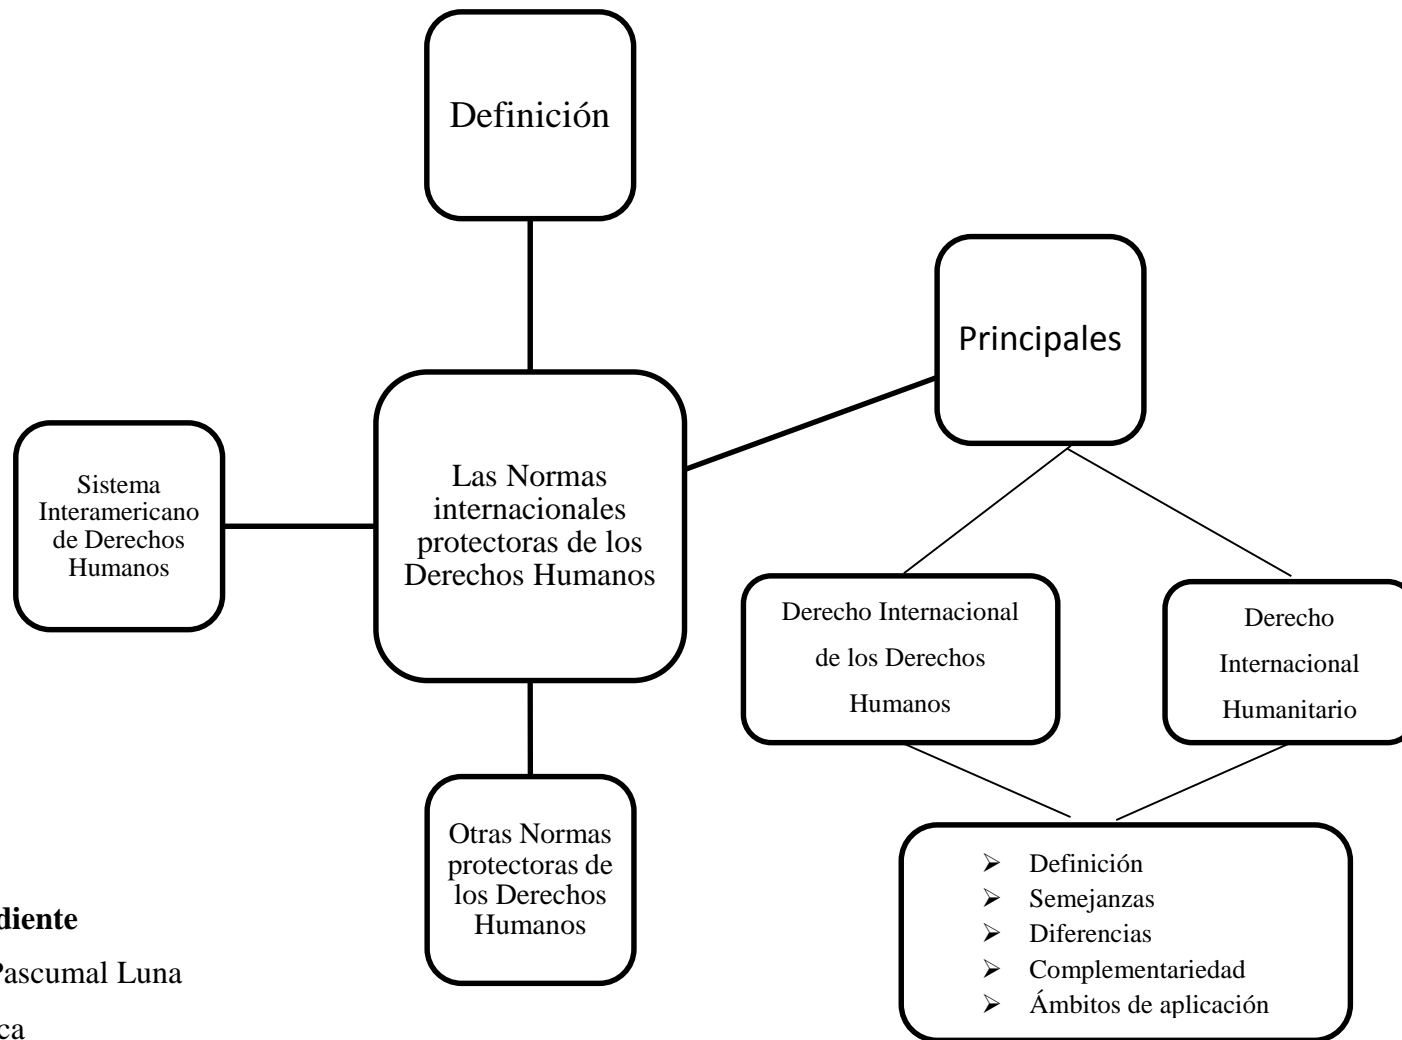 Definición
Principales
Las Normas
internacionales
protectoras de los
Derechos Humanos
Sistema
Interamericano
de Derechos
Humanos
Derecho Internacional
de los Derechos
Humanos
Derecho
Internacional
Humanitario
Otras Normas
protectoras de
los Derechos
Humanos
➢ Definición
➢ Semejanzas
➢ Diferencias
➢ Complementariedad
➢ Ámbitos de aplicación
diente
Pascumal Luna
ca